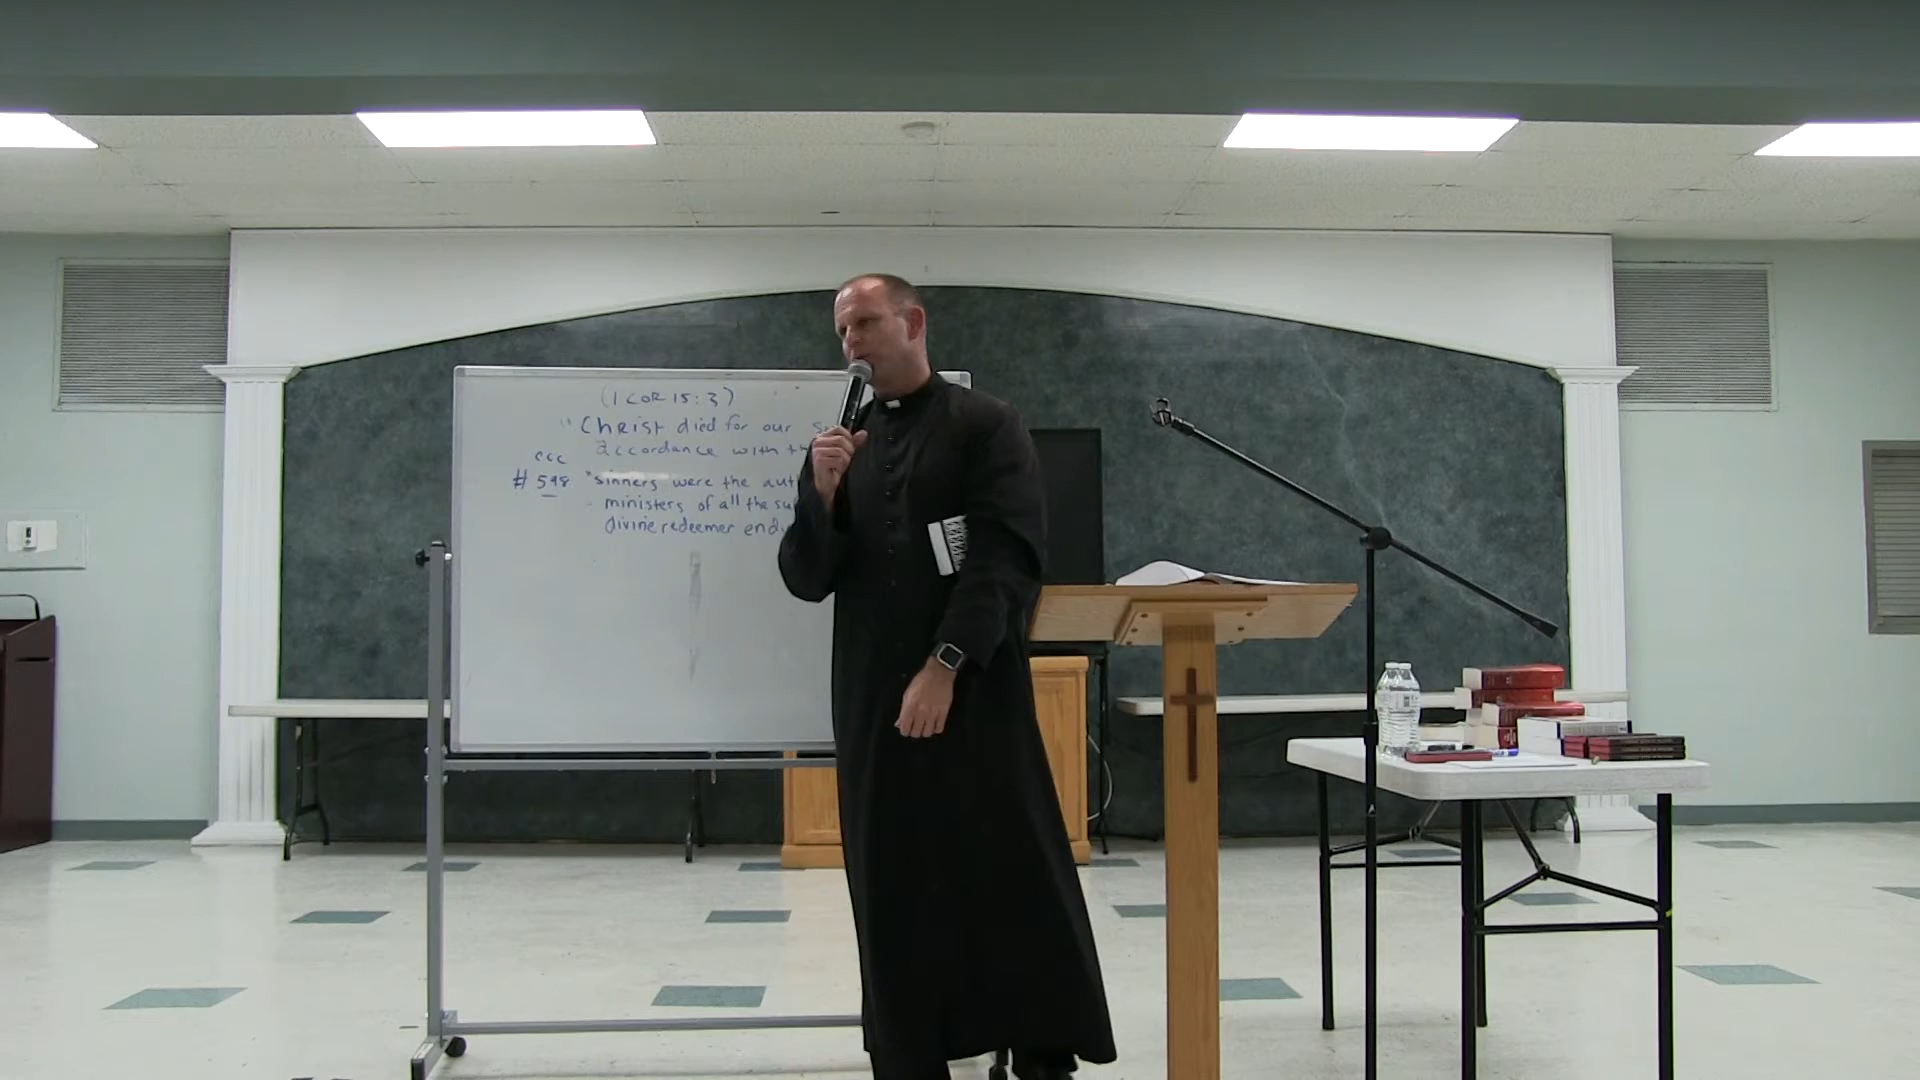 (1 COR 15:3)
"Christ died for our
accordance with
CCC
#598 "sinners were the
ministers of all the
divine redeemer